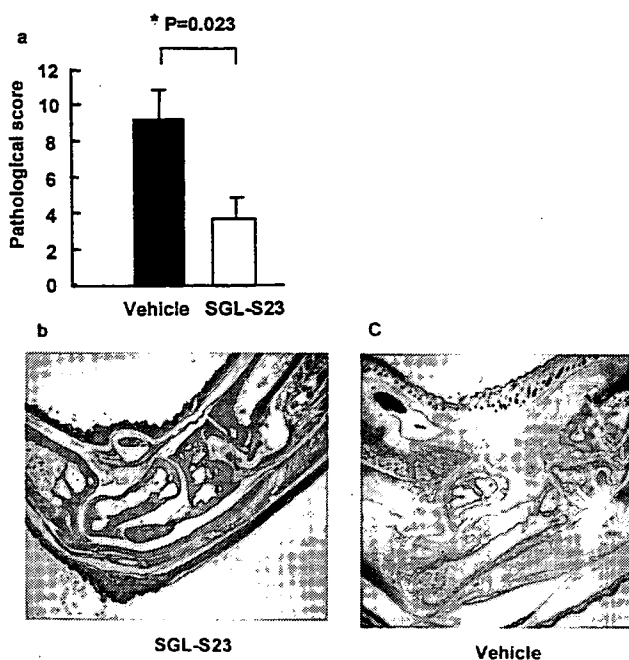 * P=0.023
a
Pathological score
12
10
8
6
4
2
0
Vehicle SGL-S23
b C
SGL-S23 Vehicle